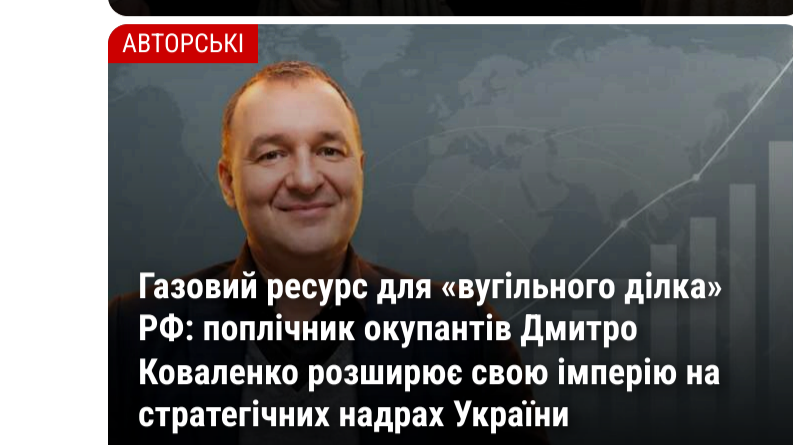 АВТОРСЬКІ
Газовий ресурс для «вугільного ділка»
РФ: поплічник окупантів Дмитро
Коваленко розширює свою імперію на
стратегічних надрах України